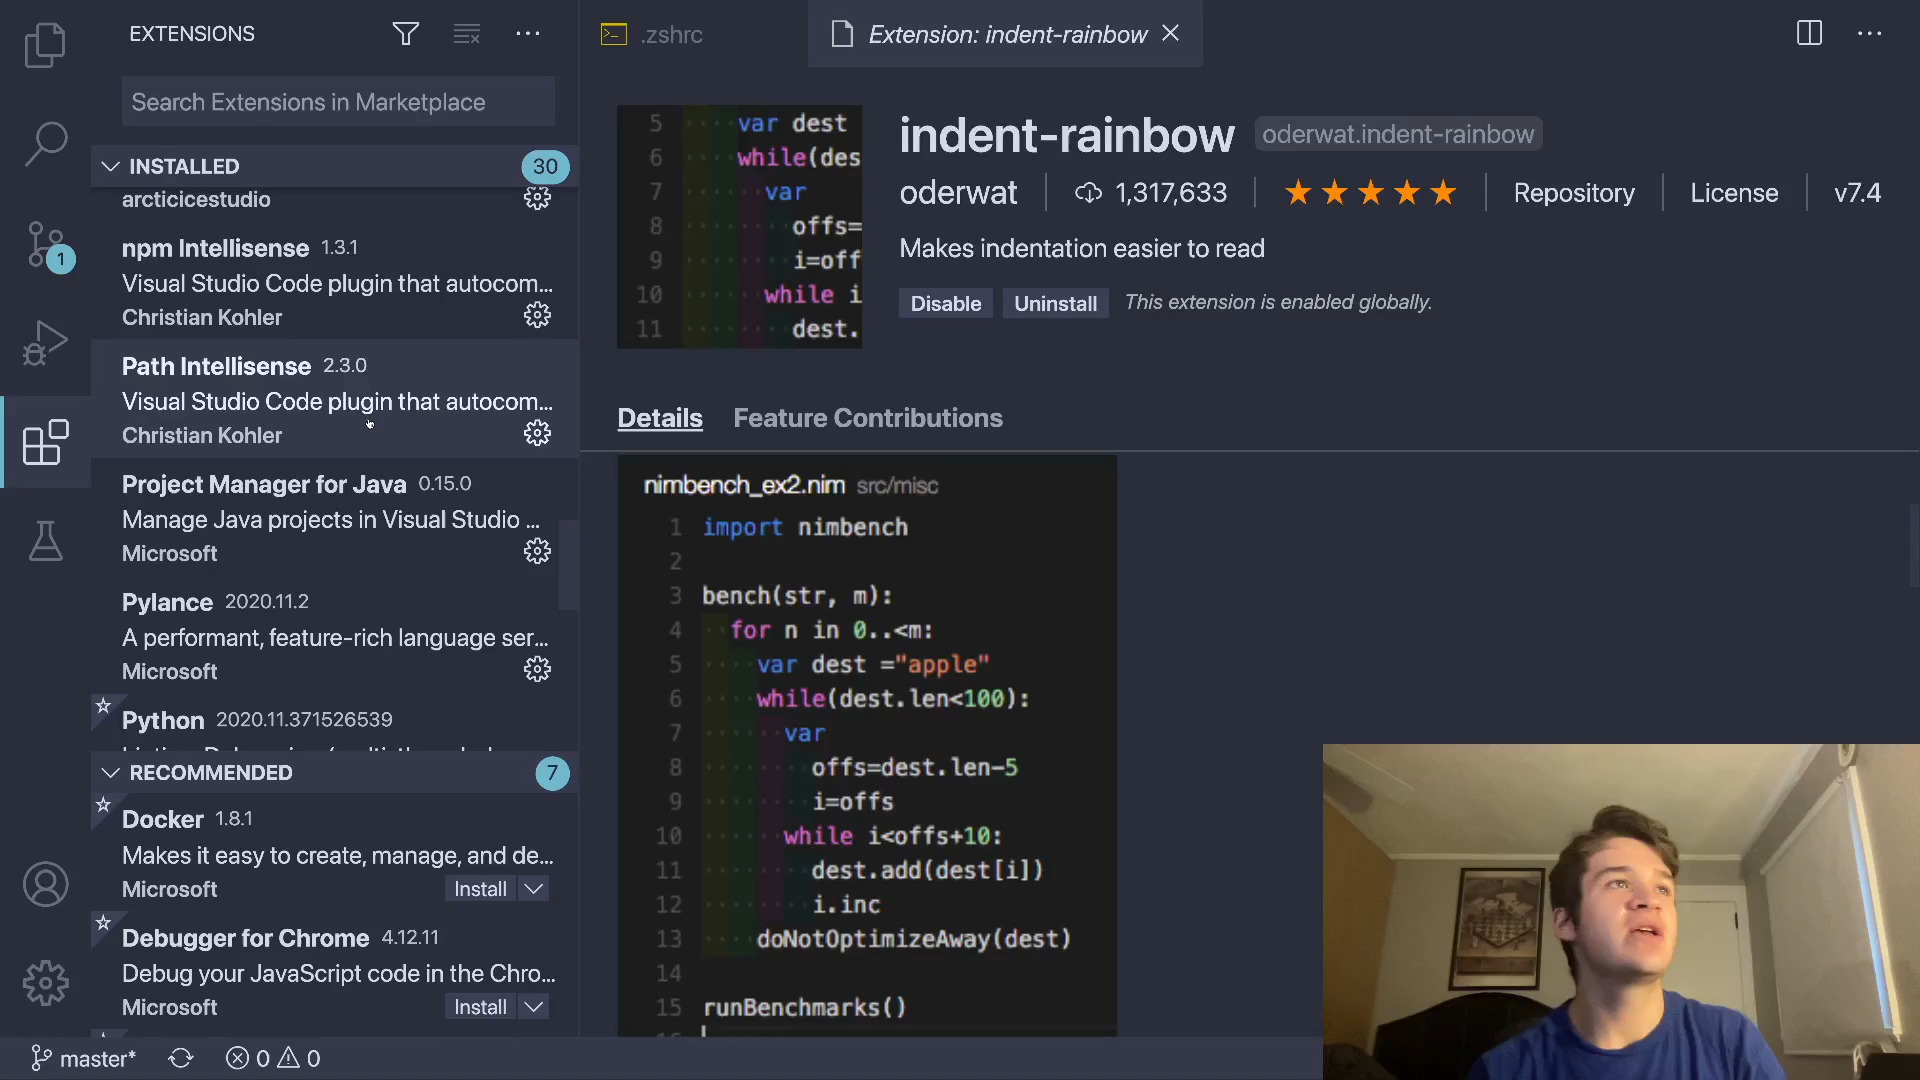 EXTENSIONS
Search Extensions in Marketplace
INSTALLED 30
arcticicestudio
npm Intellisense 1.3.1
Visual Studio Code plugin that autocom...
Christian Kohler
Path Intellisense 2.3.0
Visual Studio Code plugin that autocom...
Christian Kohler
Project Manager for Java 0.15.0
Manage Java projects in Visual Studio ...
Microsoft
Pylance 2020.11.2
A performant, feature-rich language ser...
Microsoft
Python 2020.11.371526539
RECOMMENDED 7
Docker 1.8.1
Makes it easy to create, manage, and de...
Microsoft Install
Debugger for Chrome 4.12.11
Debug your JavaScript code in the Chro...
Microsoft Install
1
master* 0 0
.zshrc
Extension: indent-rainbow
5 var dest
6 while(des
7 var
8 offs=
9 i=off
10 while i
11 dest.
indent-rainbow oderwat.indent-rainbow
oderwat 1,317,633 Repository License v7.4
Makes indentation easier to read
Disable Uninstall This extension is enabled globally.
Details Feature Contributions
nimbench_ex2.nim src/misc
1 import nimbench
2
3 bench(str, m):
4 for n in 0..<m:
5 var dest ="apple"
6 while(dest.len<100):
7 var
8 offs=dest.len-5
9 i=offs
10 while i<offs+10:
11 dest.add(dest[i])
12 i.inc
13 doNotOptimizeAway(dest)
14
15 runBenchmarks()